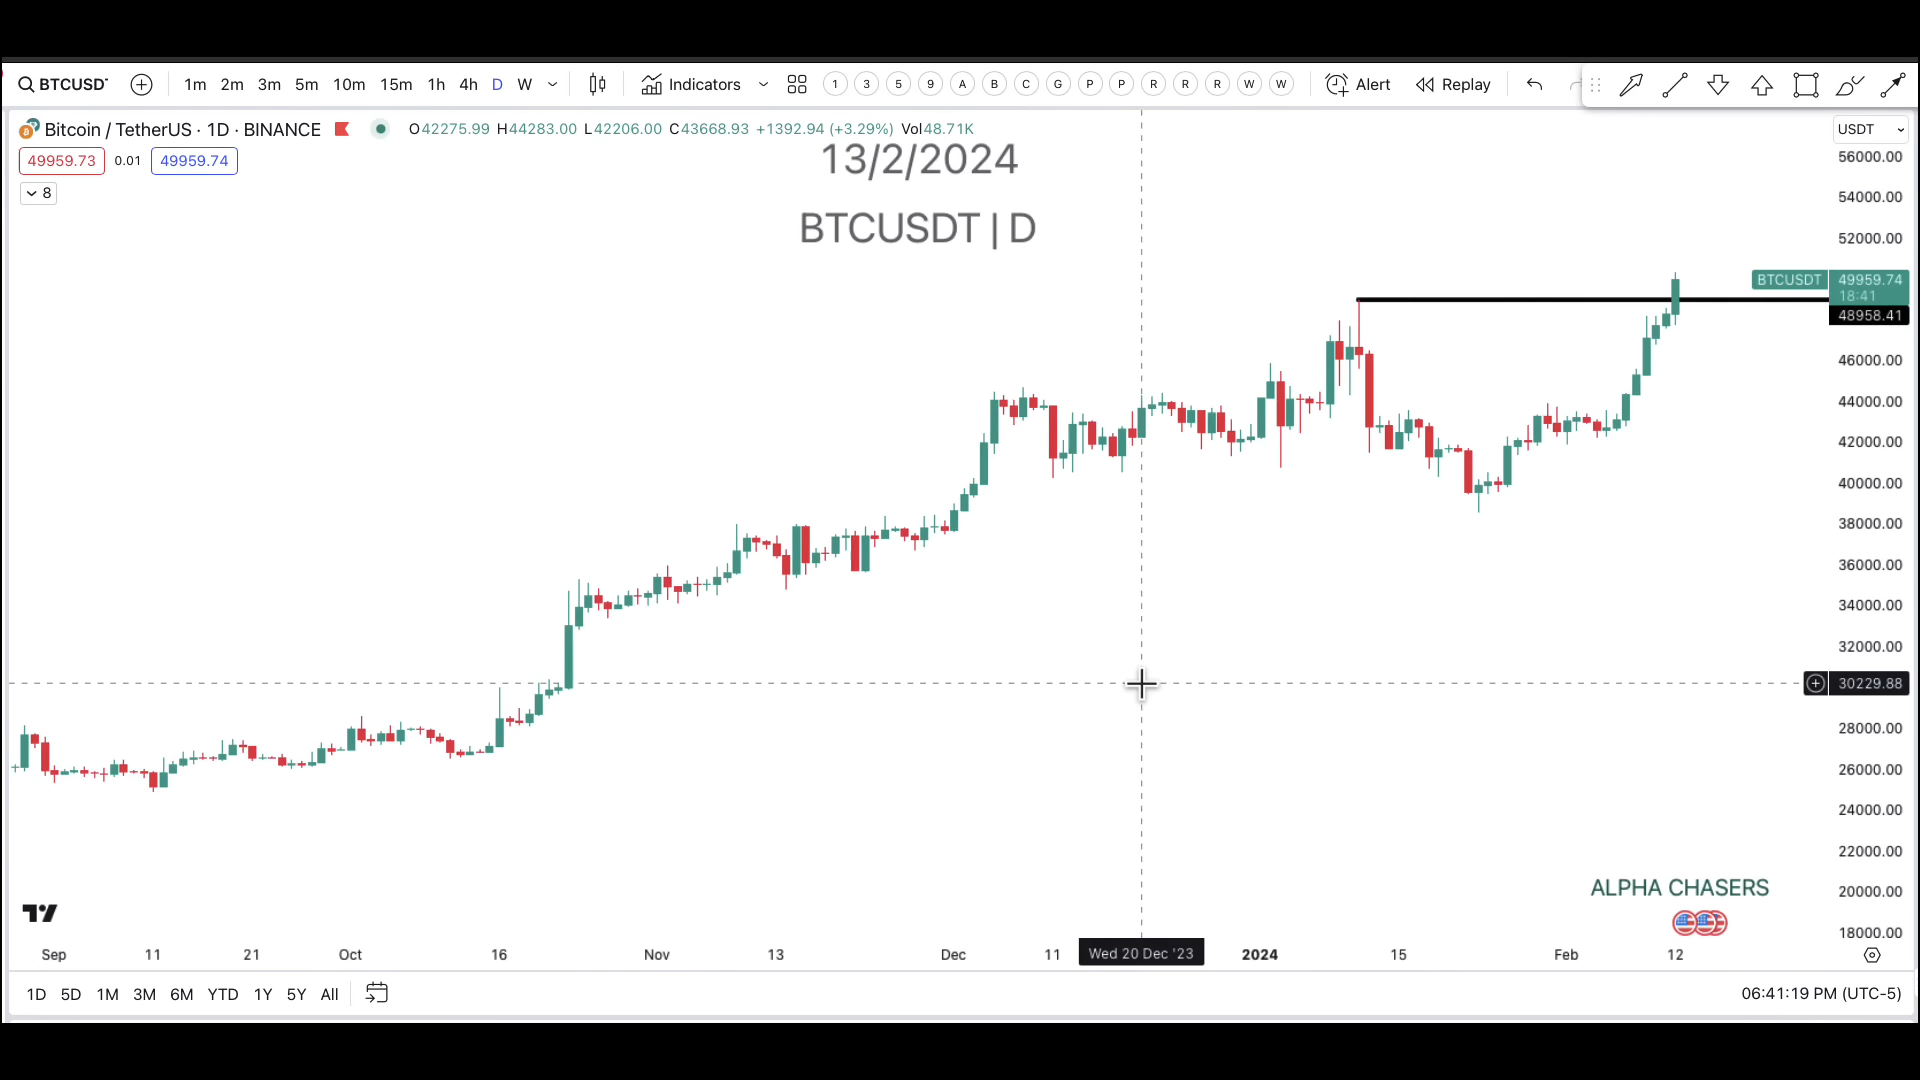 BTCUSDT 1m 2m 3m 5m 10m 15m 1h 4h D W Indicators 1 3 5 9 A B C G P P R R R W W Alert Replay
Bitcoin / TetherUS · 1D · BINANCE O42275.99 H44283.00 L42206.00 C43668.93 +1392.94 (+3.29%) Vol48.71K USDT
49959.73 0.01 49959.74
8
13/2/2024
BTCUSDT | D
56000.00
54000.00
52000.00
BTCUSDT 49959.74
18:41
48958.41
46000.00
44000.00
42000.00
40000.00
38000.00
36000.00
34000.00
32000.00
30229.88
28000.00
26000.00
24000.00
22000.00
20000.00
18000.00
ALPHA CHASERS
Sep 11 21 Oct 16 Nov 13 Dec 11 Wed 20 Dec '23 2024 15 Feb 12
1D 5D 1M 3M 6M YTD 1Y 5Y All 06:41:19 PM (UTC-5)